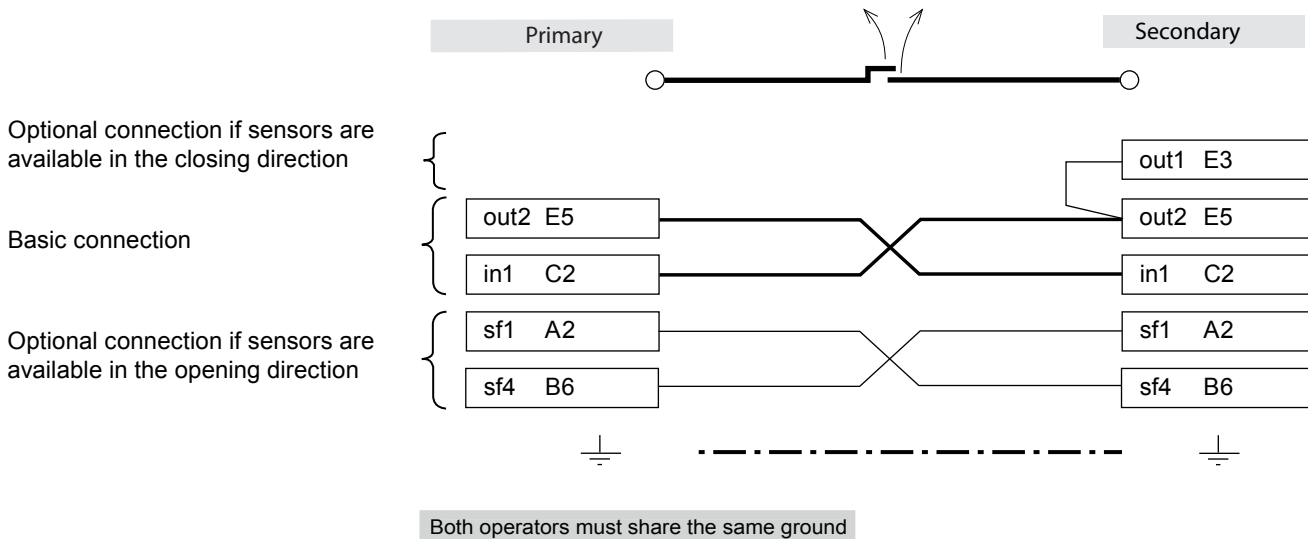 Primary
Secondary
Optional connection if sensors are
available in the closing direction
out1 E3
Basic connection
out2 E5
in1 C2
out2 E5
in1 C2
Optional connection if sensors are
available in the opening direction
sf1 A2
sf4 B6
sf1 A2
sf4 B6
Both operators must share the same ground